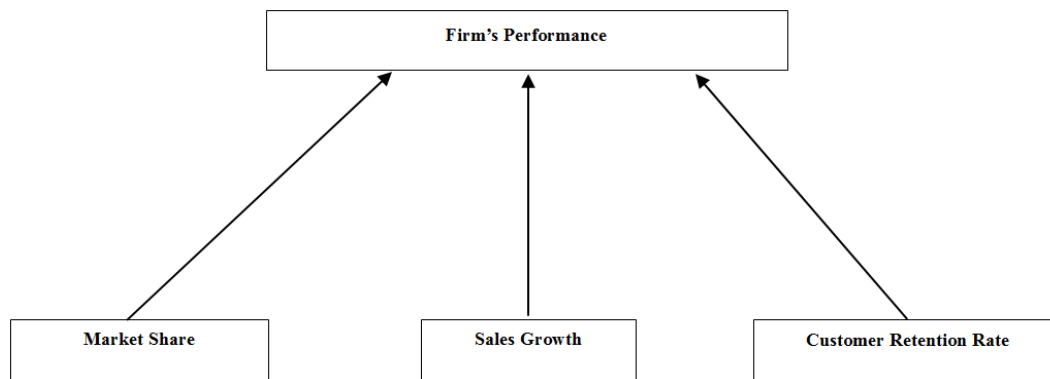 Firm’s Performance
Market Share
Sales Growth
Customer Retention Rate